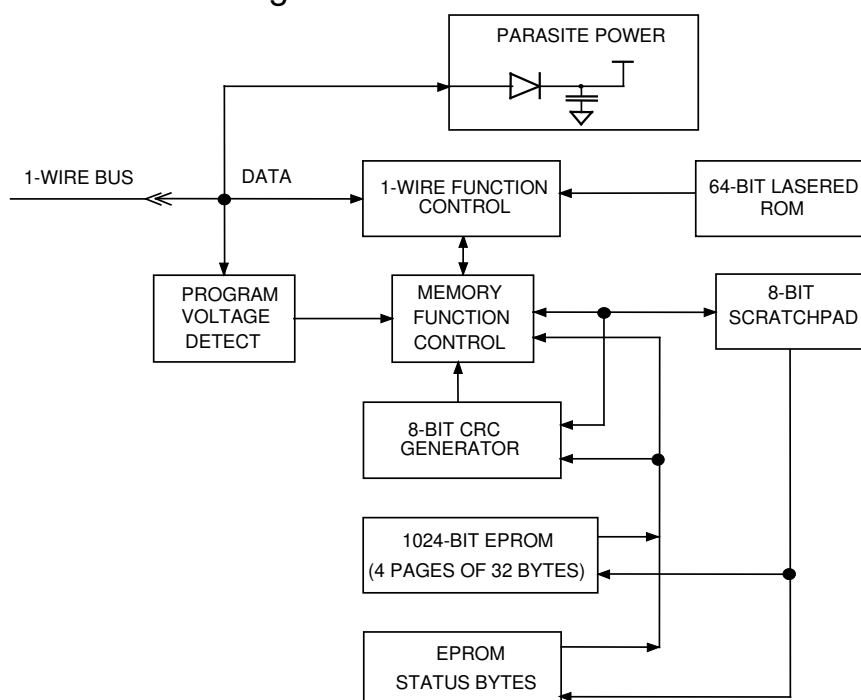 PARASITE POWER
1-WIRE BUS
DATA
1-WIRE FUNCTION
CONTROL
64-BIT LASERED
ROM
PROGRAM
VOLTAGE
DETECT
MEMORY
FUNCTION
CONTROL
8-BIT
SCRATCHPAD
8-BIT CRC
GENERATOR
1024-BIT EPROM
(4 PAGES OF 32 BYTES)
EPROM
STATUS BYTES